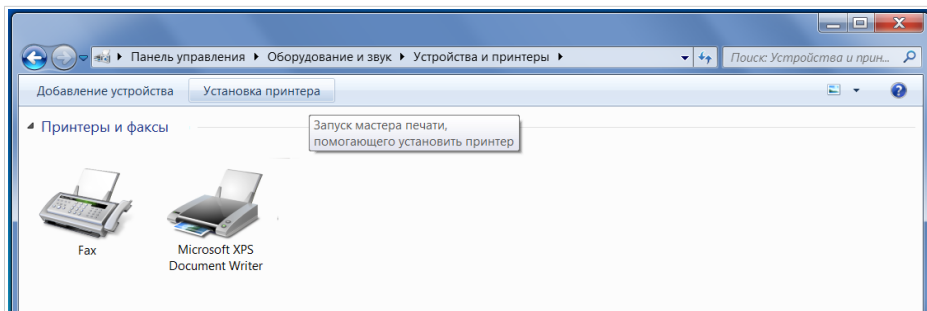 Панель управления ▸ Оборудование и звук ▸ Устройства и принтеры ▸
Поиск: Устройства и прин...
Добавление устройства Установка принтера
Принтеры и факсы
Запуск мастера печати,
помогающего установить принтер
Fax
Microsoft XPS
Document Writer